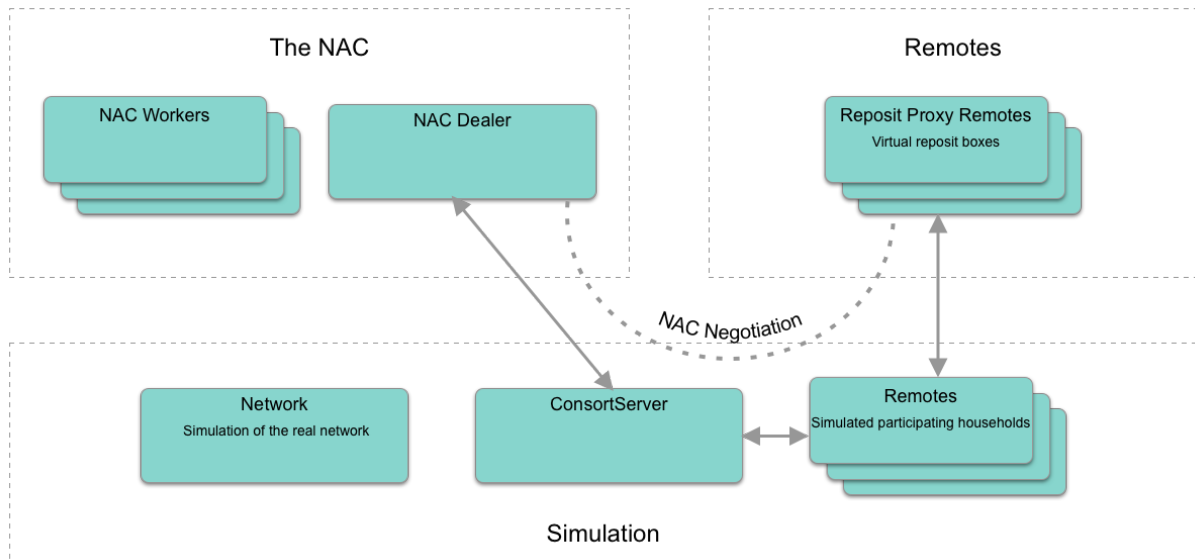 The NAC
Remotes
NAC Workers
NAC Dealer
Reposit Proxy Remotes
Virtual reposit boxes
NAC Negotiation
Network
Simulation of the real network
ConsortServer
Remotes
Simulated participating households
Simulation